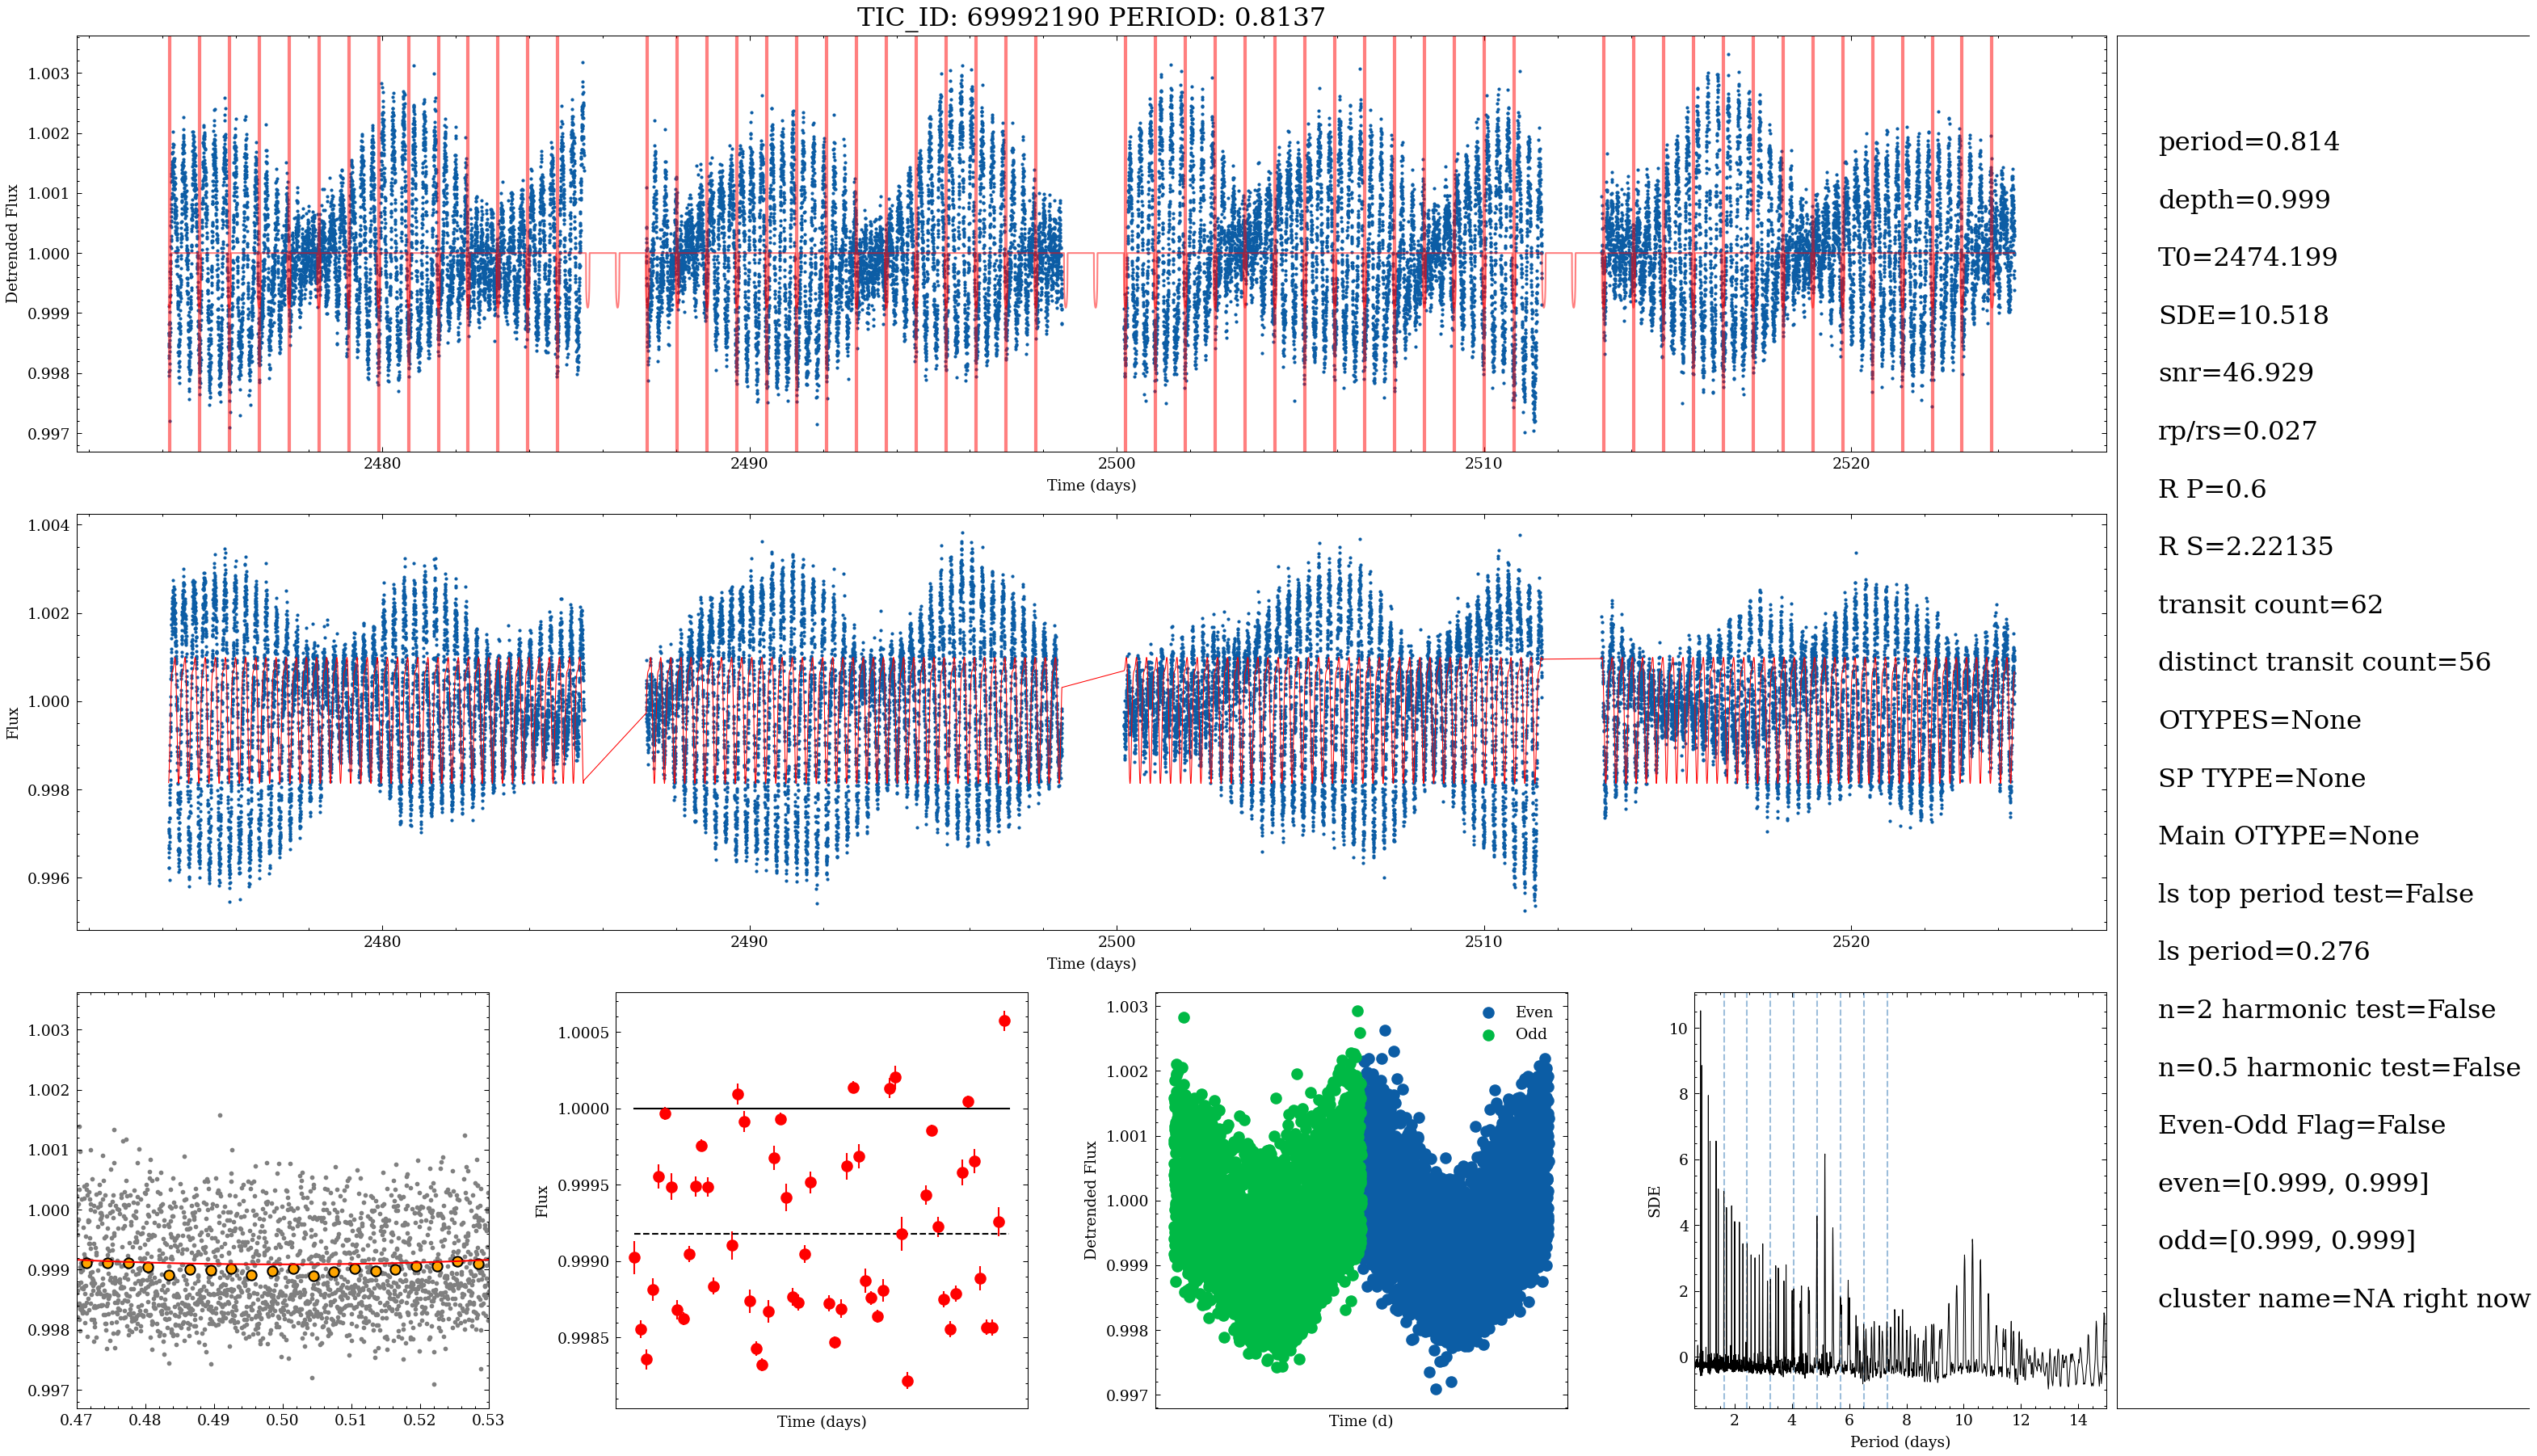 TIC_ID: 69992190 PERIOD: 0.8137
Detrended Flux
1.003
1.002
1.001
1.000
0.999
0.998
0.997
2480
2490
2500
2510
2520
Time (days)
Flux
1.004
1.002
1.000
0.998
0.996
2480
2490
2500
2510
2520
Time (days)
1.003
1.002
1.001
1.000
0.999
0.998
0.997
0.47
0.48
0.49
0.50
0.51
0.52
0.53
Flux
1.0005
1.0000
0.9995
0.9990
0.9985
Time (days)
Detrended Flux
1.003
1.002
1.001
1.000
0.999
0.998
0.997
Even
Odd
Time (d)
SDE
10
8
6
4
2
0
2
4
6
8
10
12
14
Period (days)
period=0.814
depth=0.999
T0=2474.199
SDE=10.518
snr=46.929
rp/rs=0.027
R P=0.6
R S=2.22135
transit count=62
distinct transit count=56
OTYPES=None
SP TYPE=None
Main OTYPE=None
ls top period test=False
ls period=0.276
n=2 harmonic test=False
n=0.5 harmonic test=False
Even-Odd Flag=False
even=[0.999, 0.999]
odd=[0.999, 0.999]
cluster name=NA right now